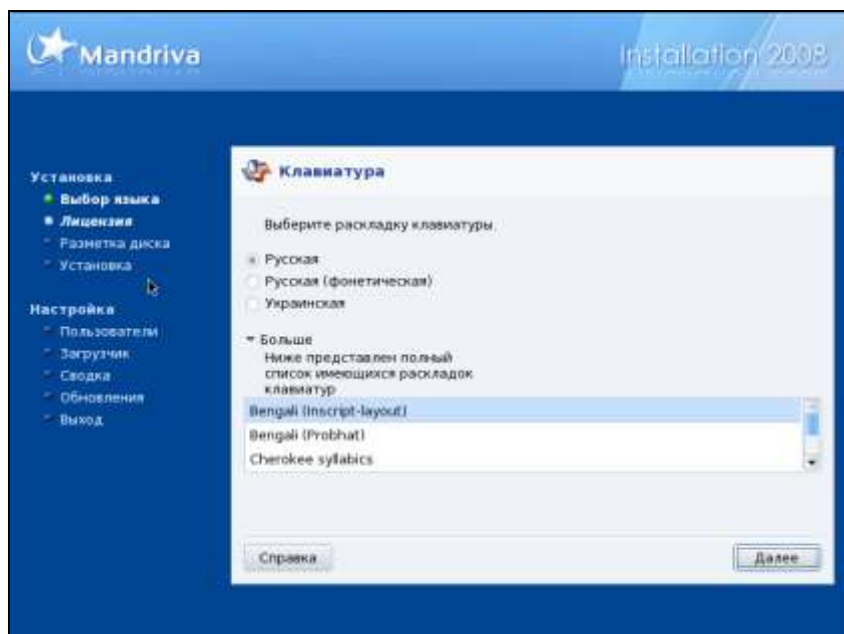 Mandriva
Installation 2008
Установка
Выбор языка
Лицензия
Разметка диска
Установка
Настройка
Пользователи
Загрузчик
Сводка
Обновления
Выход
Клавиатура
Выберите раскладку клавиатуры.
Русская
Русская (фонетическая)
Украинская
Больше
Ниже представлен полный
список имеющихся раскладок
клавиатур
Bengali (Inscript-layout)
Bengali (Probhat)
Cherokee syllabics
Справка
Далее